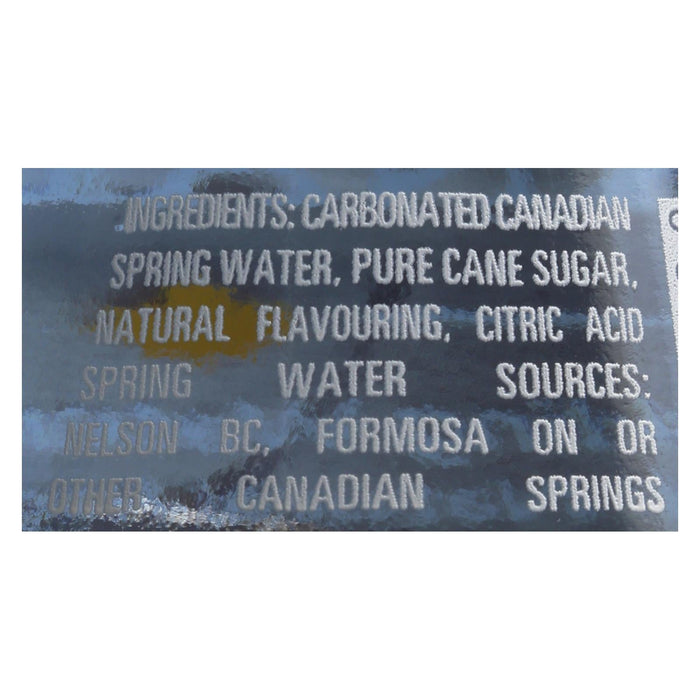 INGREDIENTS: CARBONATED CANADIAN
SPRING WATER, PURE CANE SUGAR,
NATURAL FLAVOURING, CITRIC ACID
SPRING WATER SOURCES:
NELSON BC, FORMOSA ON OR
OTHER CANADIAN SPRINGS